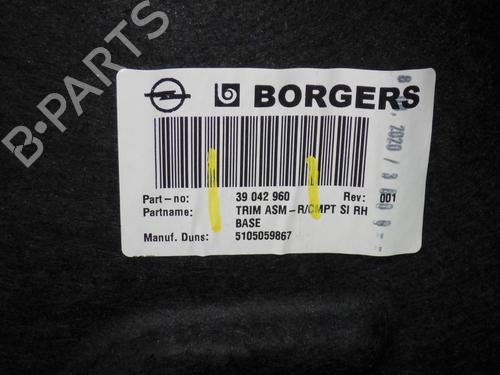 BORGERS
Part-no: 39 042 960 Rev: 001
Partname: TRIM ASM-R/CMPT SI RH
BASE
Manuf. Duns: 5105059867
B-PARTS